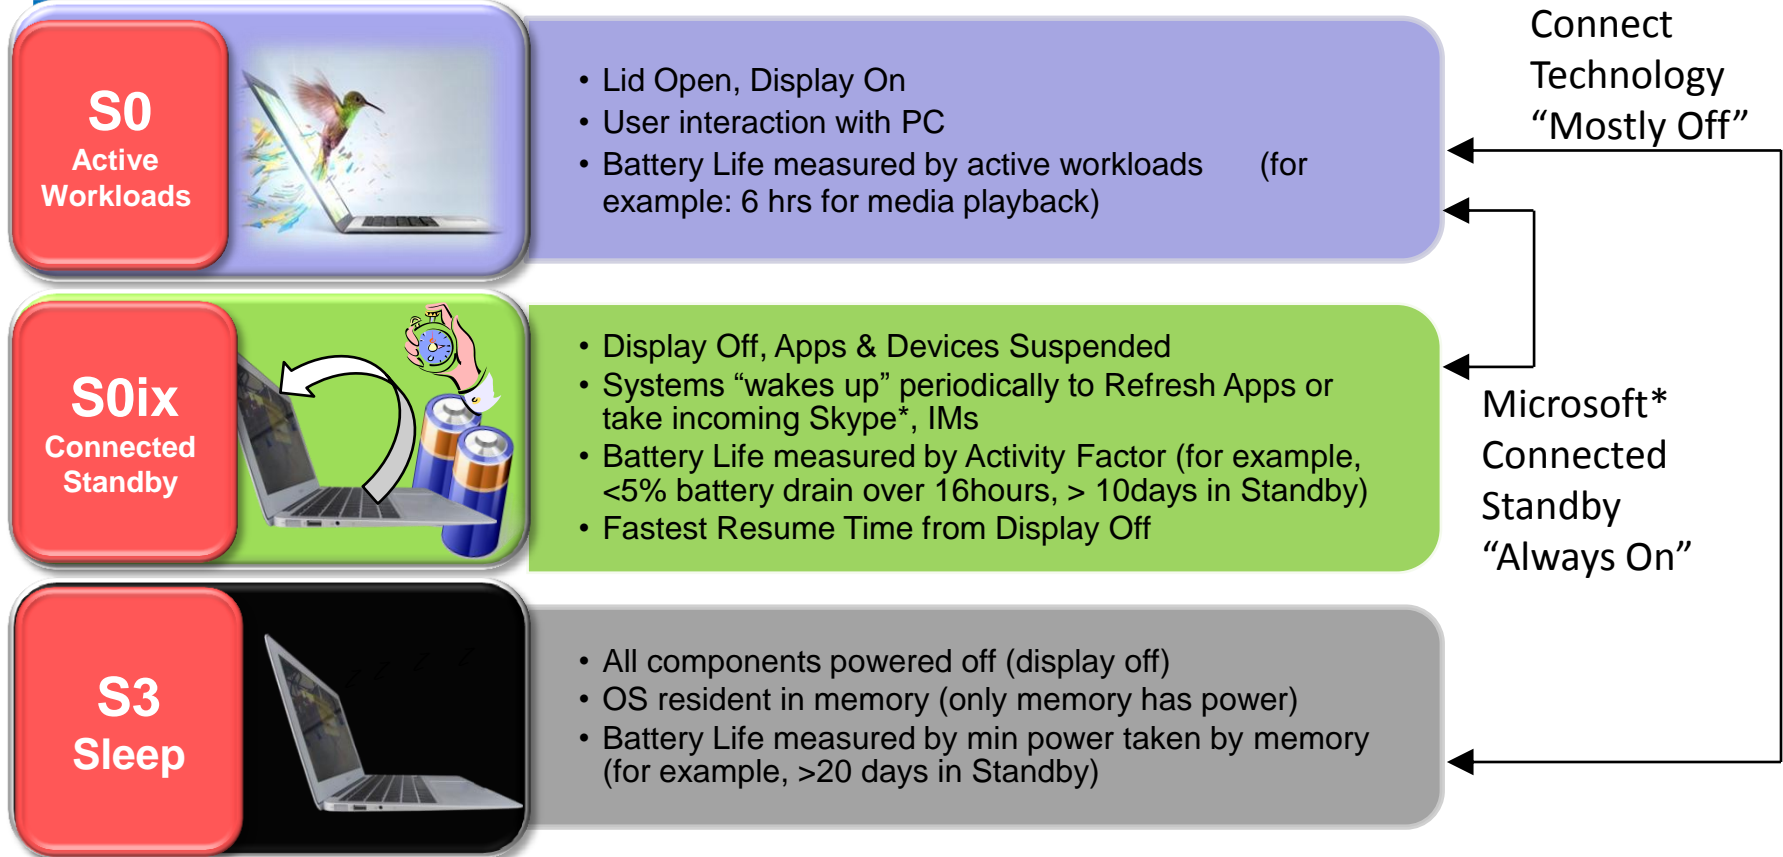 S0
Active
Workloads
• Lid Open, Display On
• User interaction with PC
• Battery Life measured by active workloads (for
example: 6 hrs for media playback)
Connect
Technology
“Mostly Off”
S0ix
Connected
Standby
• Display Off, Apps & Devices Suspended
• Systems “wakes up” periodically to Refresh Apps or
take incoming Skype*, IMs
• Battery Life measured by Activity Factor (for example,
<5% battery drain over 16hours, > 10days in Standby)
• Fastest Resume Time from Display Off
Microsoft*
Connected
Standby
“Always On”
S3
Sleep
• All components powered off (display off)
• OS resident in memory (only memory has power)
• Battery Life measured by min power taken by memory
(for example, >20 days in Standby)